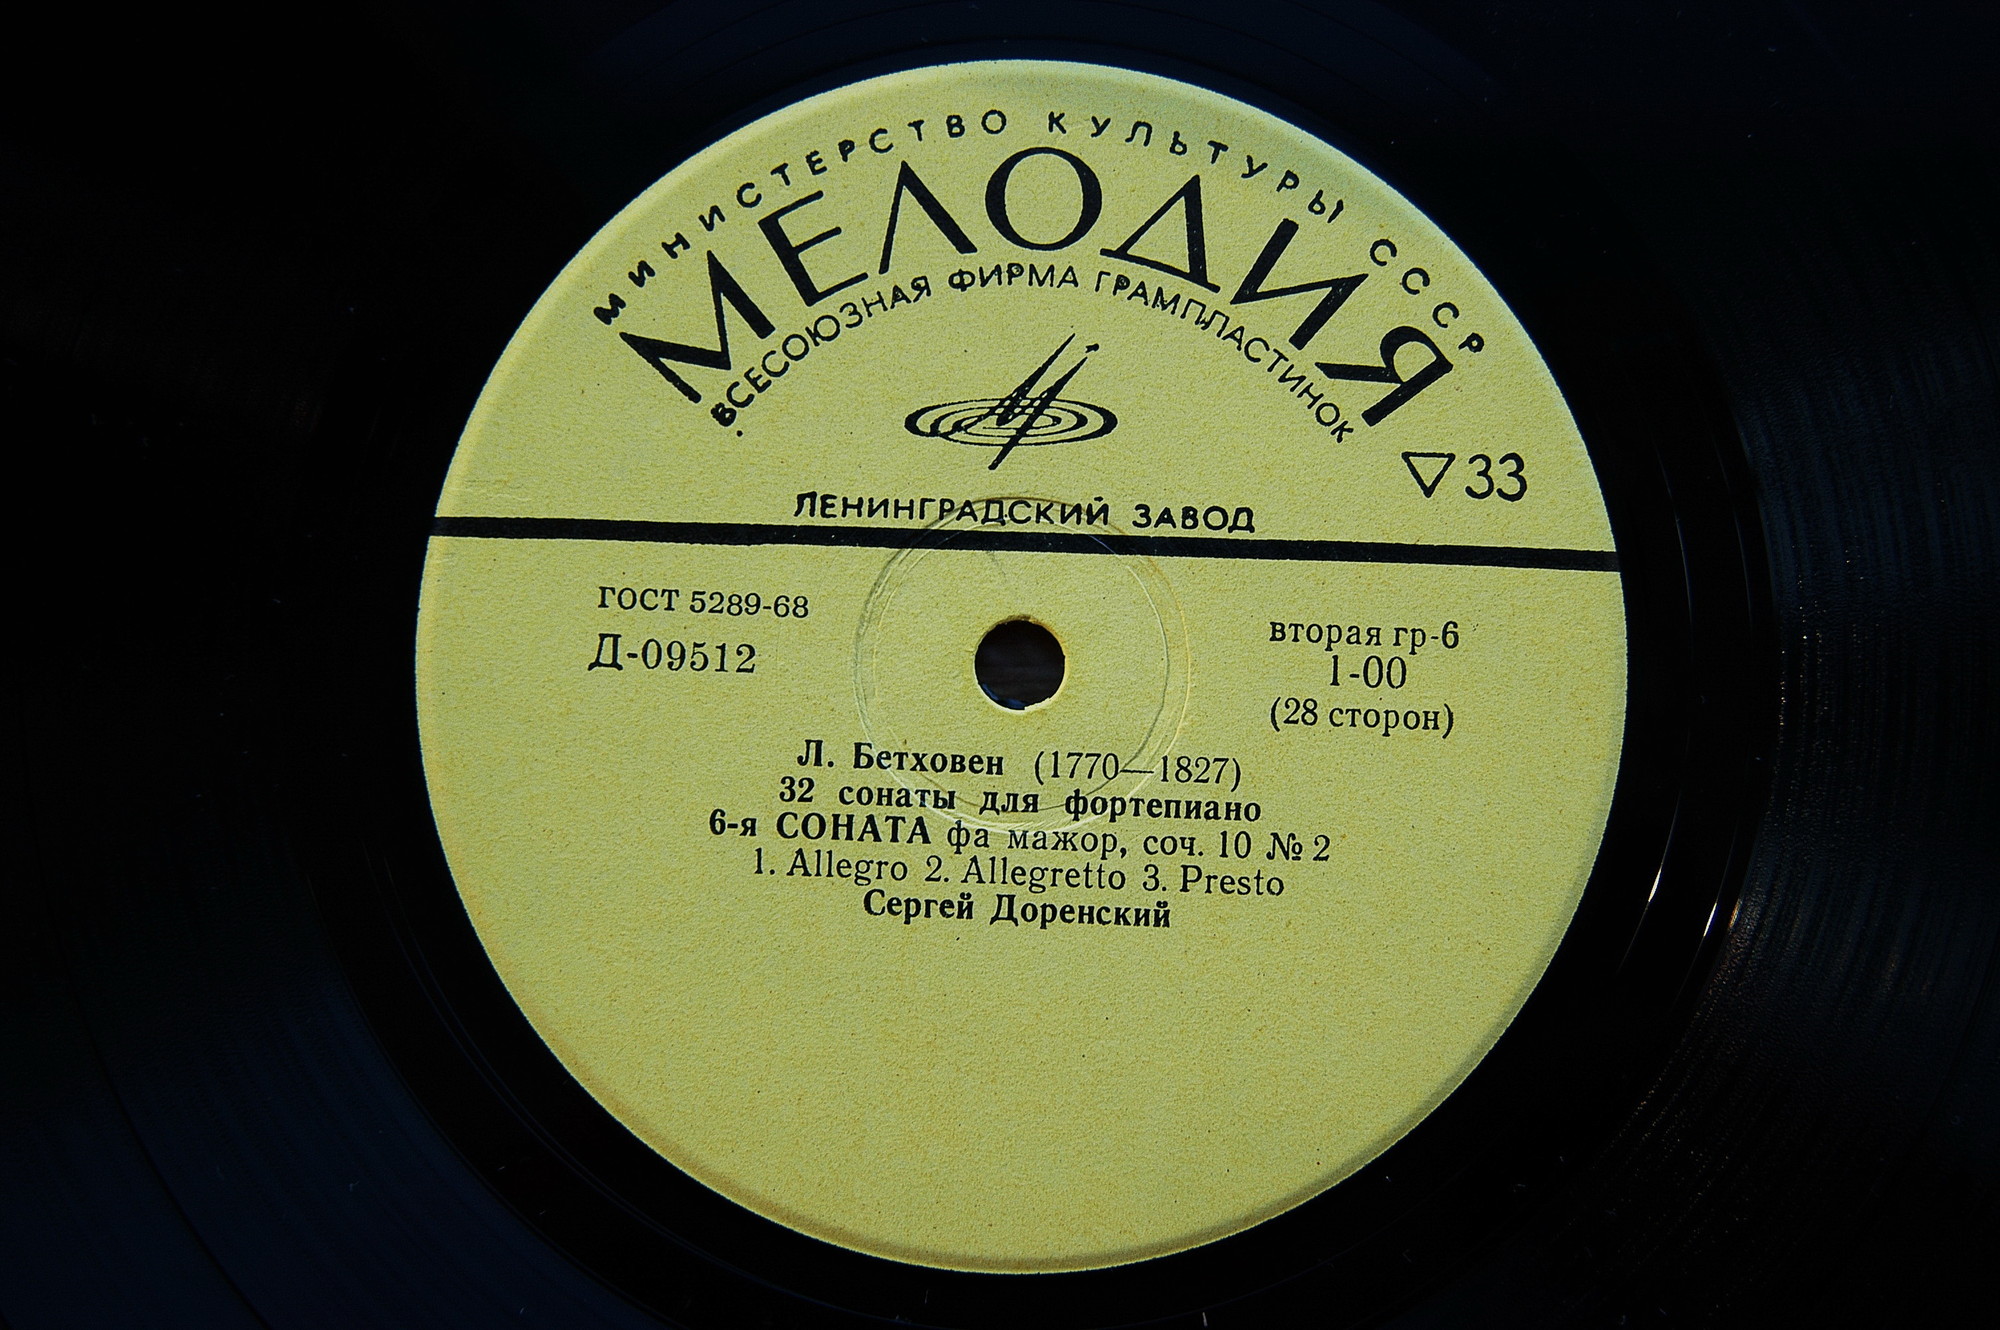 МИНИСТЕРСТВО КУЛЬТУРЫ СССР
МЕЛОДИЯ
ВСЕСОЮЗНАЯ ФИРМА ГРАМПЛАСТИНОК
33
ЛЕНИНГРАДСКИЙ ЗАВОД
ГОСТ 5289-68
Д-09512
вторая гр-6
1-00
(28 сторон)
Л. Бетховен (1770—1827)
32 сонаты для фортепиано
6-я СОНАТА фа мажор, соч. 10 № 2
1. Allegro 2. Allegretto 3. Presto
Сергей Доренский